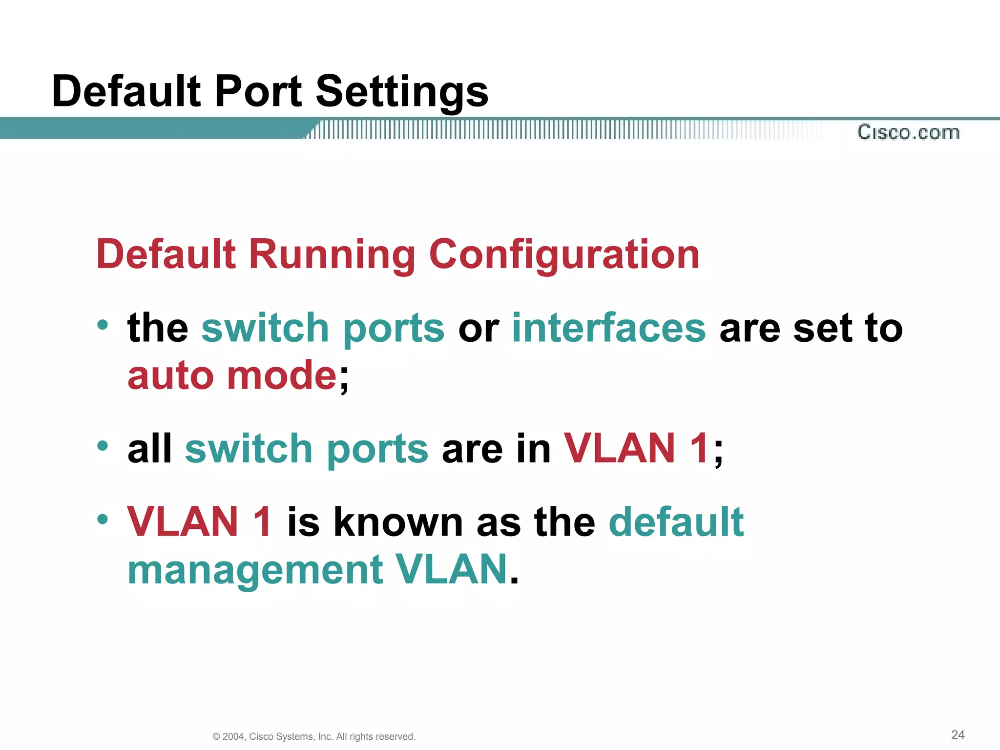 Default Port Settings
Cisco.com
Default Running Configuration
• the switch ports or interfaces are set to
auto mode;
• all switch ports are in VLAN 1;
• VLAN 1 is known as the default
management VLAN.
© 2004, Cisco Systems, Inc. All rights reserved.
24